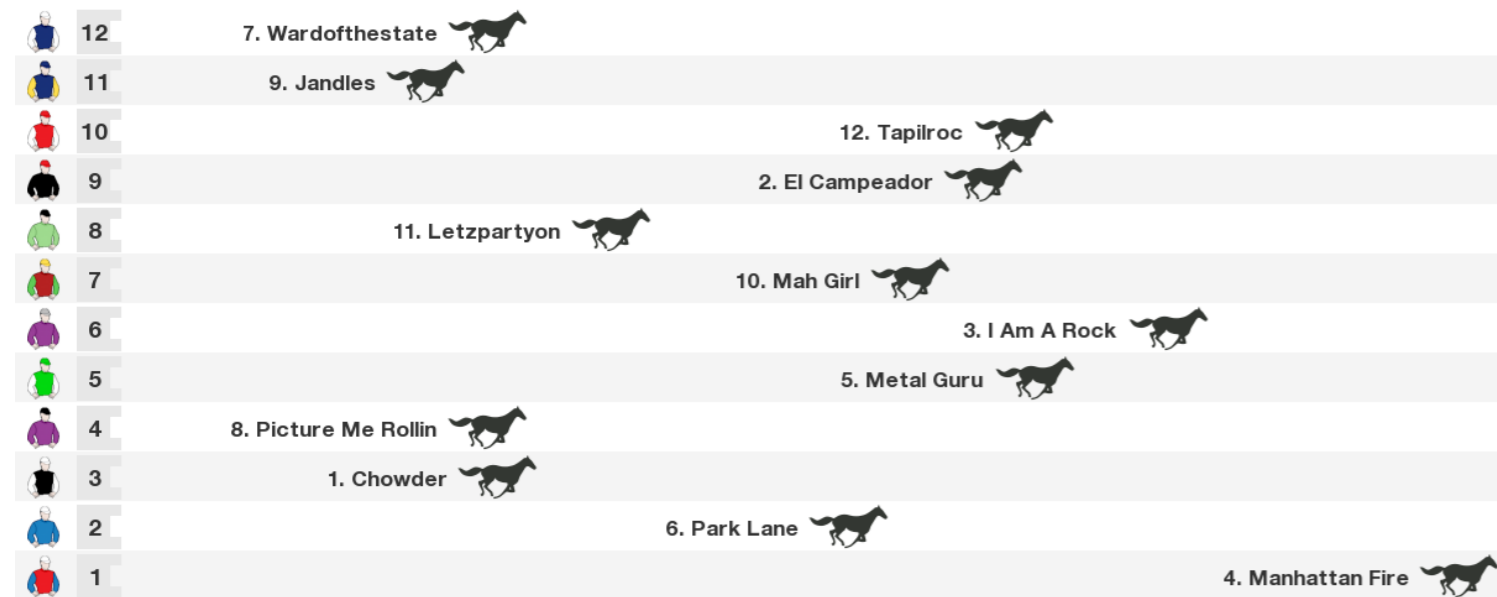 12 7. Wardofthestate
11 9. Jandles
10 12. Tapilroc
9 2. El Campeador
8 11. Letzpartyon
7 10. Mah Girl
6 3. I Am A Rock
5 5. Metal Guru
4 8. Picture Me Rollin
3 1. Chowder
2 6. Park Lane
1 4. Manhattan Fire